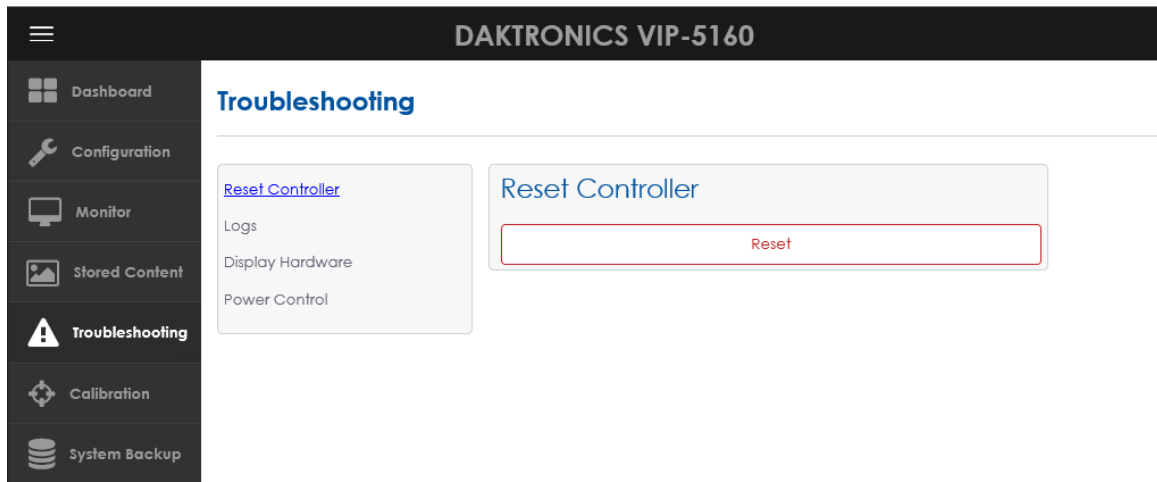 DAKTRONICS VIP-5160
Dashboard
Configuration
Monitor
Stored Content
Troubleshooting
Calibration
System Backup
Troubleshooting
Reset Controller
Logs
Display Hardware
Power Control
Reset Controller
Reset